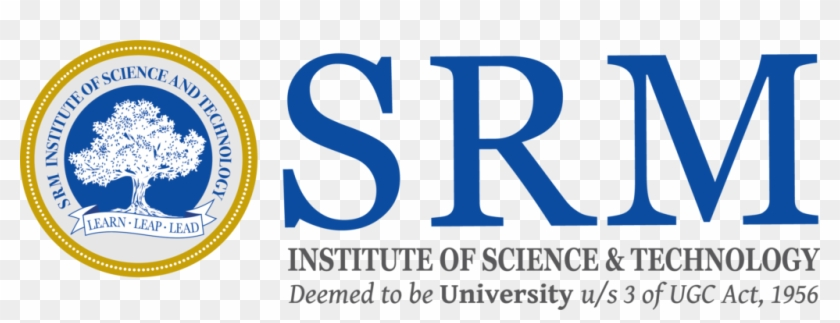 SRM INSTITUTE OF SCIENCE AND TECHNOLOGY
LEARN · LEAP · LEAD
SRM
INSTITUTE OF SCIENCE & TECHNOLOGY
Deemed to be University u/s 3 of UGC Act, 1956